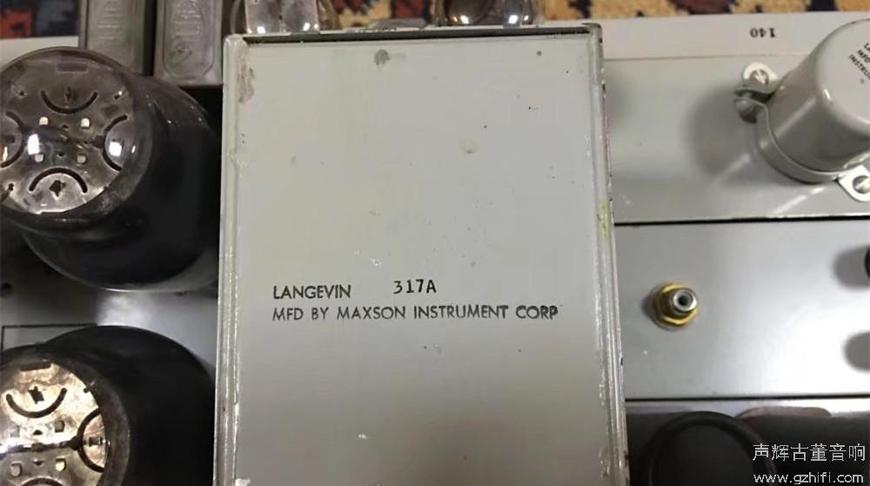 140
LANGEVIN 317A
MFD BY MAXSON INSTRUMENT CORP
声辉古董音响
www.gzhifi.com